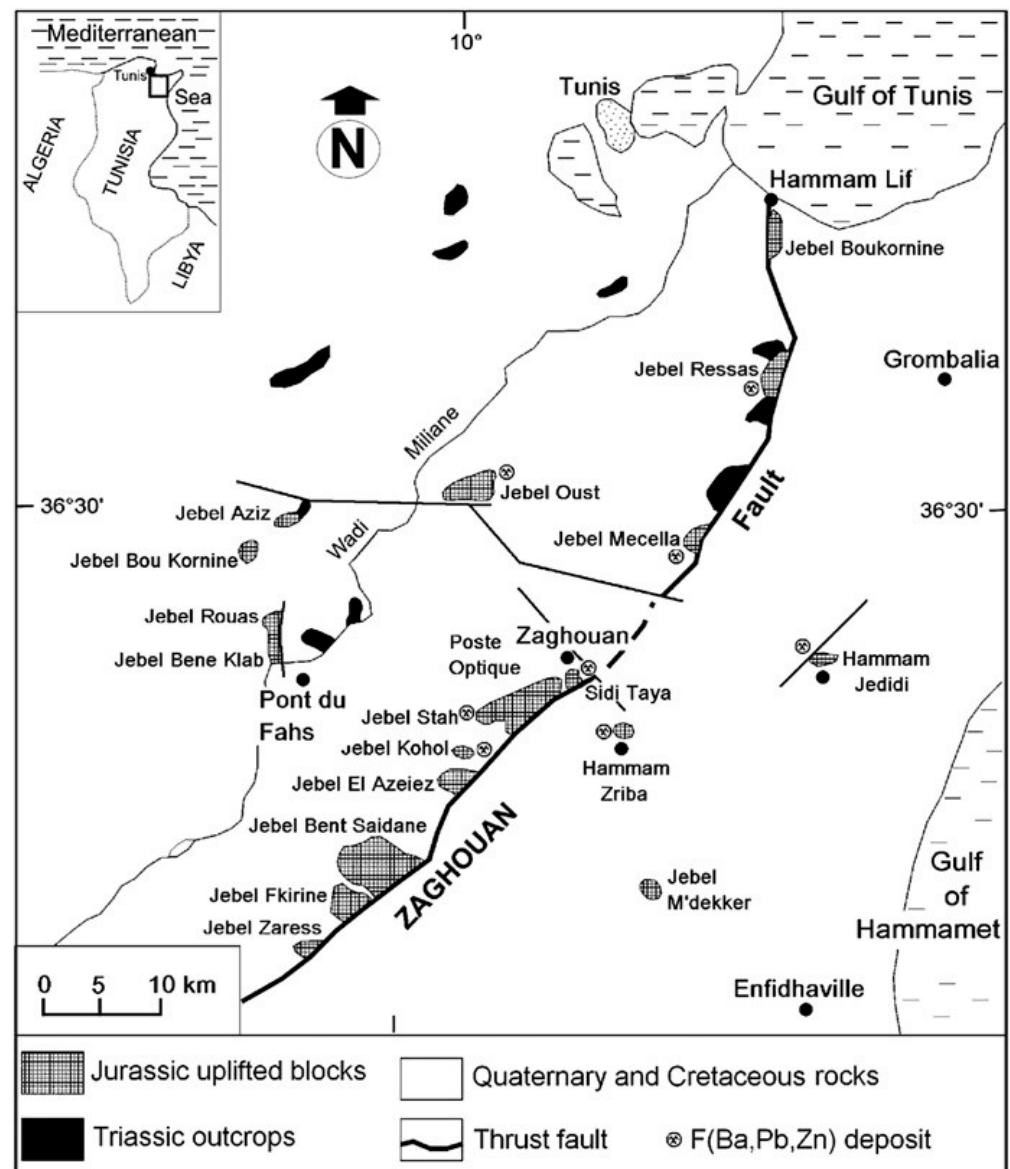 Mediterranean
Tunis
Sea
ALGERIA
TUNISIA
LIBYA
10°
N
Tunis
Gulf of Tunis
Hammam Lif
Jebel Boukornine
Jebel Ressas
Grombalia
Miliane
Wadi
Jebel Oust
36°30'
36°30'
Jebel Aziz
Jebel Bou Kornine
Jebel Mecella
Fault
Jebel Rouas
Jebel Bene Klab
Pont du
Fahs
Poste
Optique
Zaghouan
Sidi Taya
Hammam
Jedidi
Jebel Stah
Jebel Kohol
Hammam
Zriba
Jebel El Azeiez
Jebel Bent Saidane
ZAGHOUAN
Jebel Fkirine
Jebel Zaress
Jebel
M'dekker
Gulf
of
Hammamet
Enfidhaville
0 5 10 km
Jurassic uplifted blocks
Quaternary and Cretaceous rocks
Triassic outcrops
Thrust fault
F(Ba,Pb,Zn) deposit